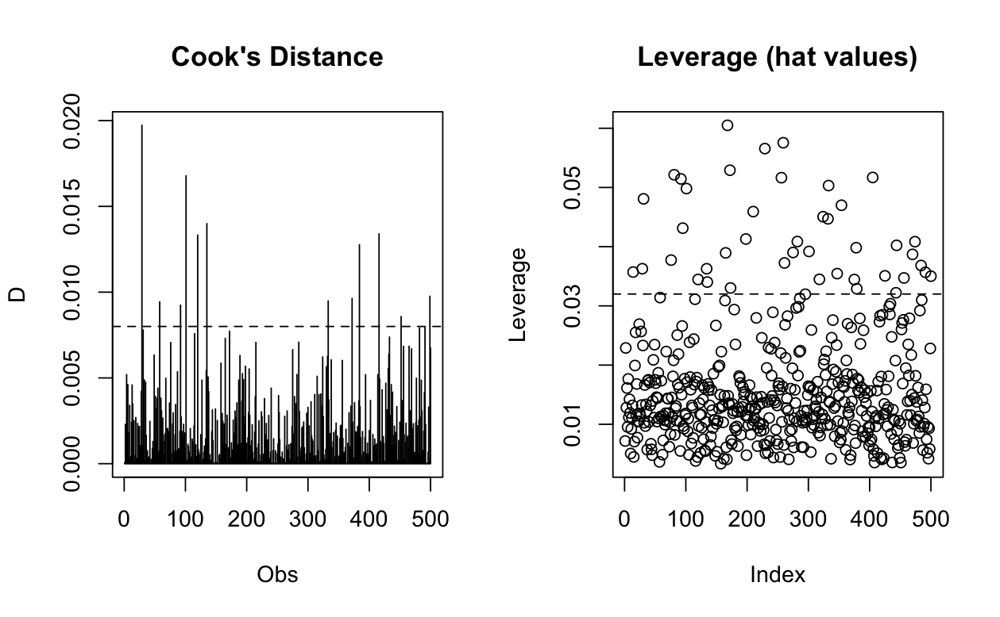 Cook's Distance
D
0.020
0.015
0.010
0.005
0.000
0 100 200 300 400 500
Obs
Leverage (hat values)
Leverage
0.05
0.03
0.01
0 100 200 300 400 500
Index